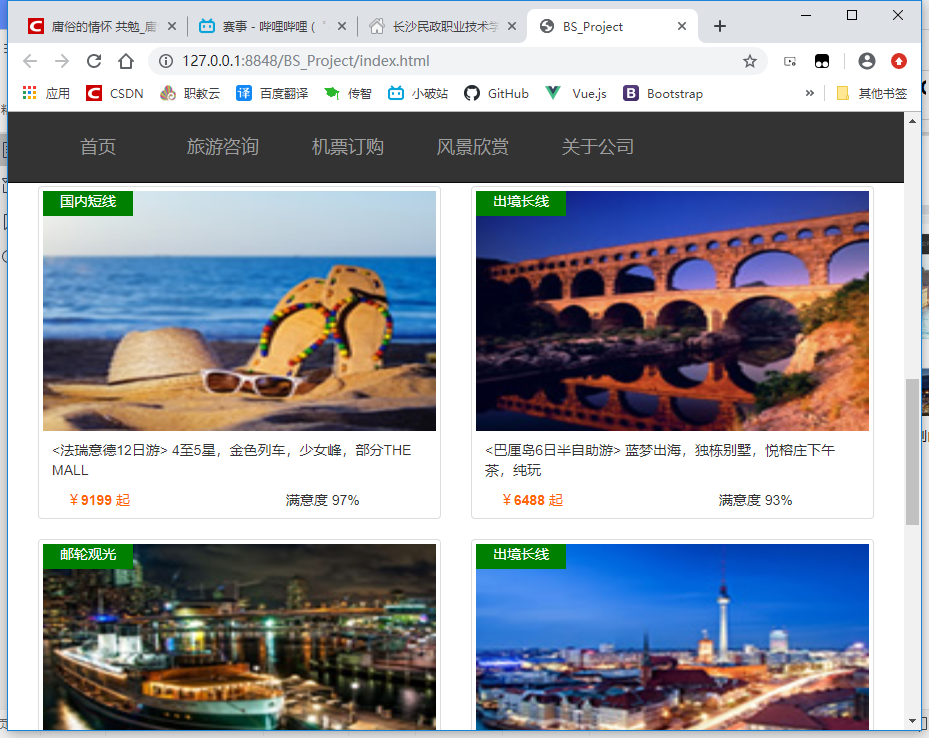 庸俗的情怀 共勉_庸
赛事 - 哔哩哔哩 (゜
长沙民政职业技术学
BS_Project
127.0.0.1:8848/BS_Project/index.html
应用
CSDN
职教云
译 百度翻译
传智
小破站
GitHub
Vue.js
B Bootstrap
»
其他书签
首页 旅游咨询 机票订购 风景欣赏 关于公司
国内短线
<法瑞意德12日游> 4至5星，金色列车，少女峰，部分THE
MALL
￥9199 起 满意度 97%
出境长线
<巴厘岛6日半自助游> 蓝梦出海，独栋别墅，悦榕庄下午
茶，纯玩
￥6488 起 满意度 93%
邮轮观光
出境长线